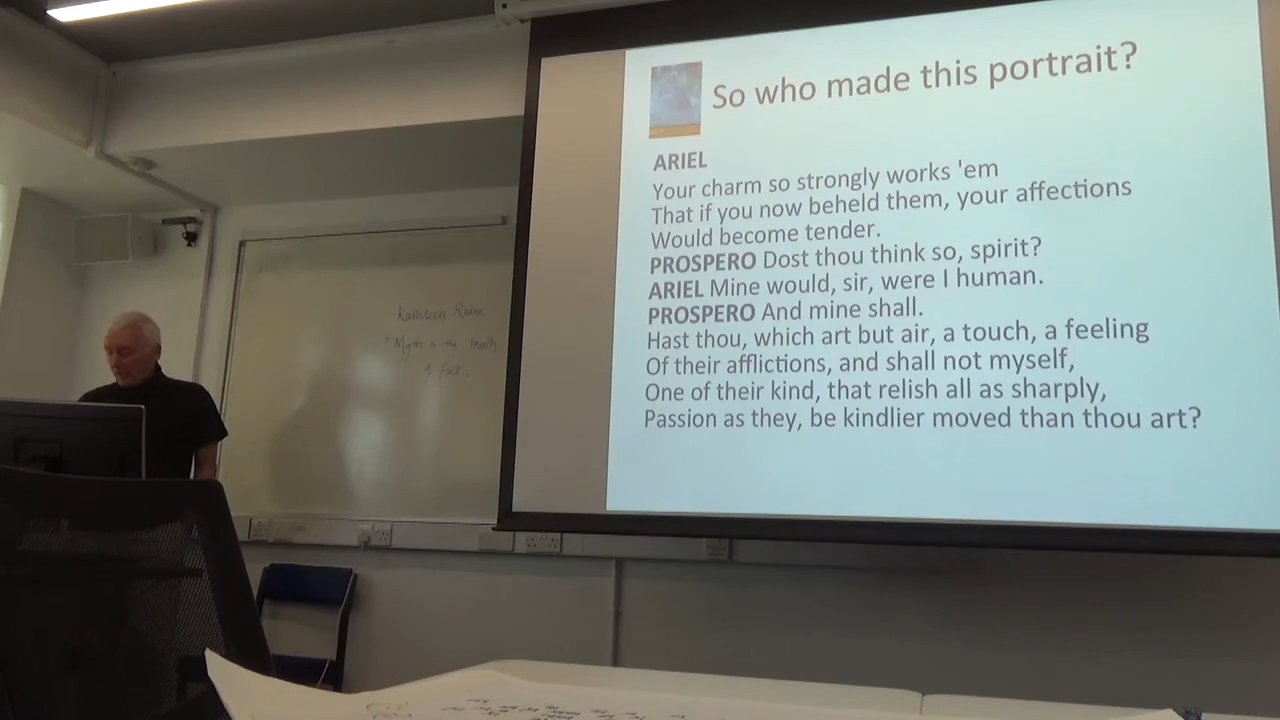 So who made this portrait?
ARIEL
Your charm so strongly works 'em
That if you now beheld them, your affections
Would become tender.
PROSPERO Dost thou think so, spirit?
ARIEL Mine would, sir, were I human.
PROSPERO And mine shall.
Hast thou, which art but air, a touch, a feeling
Of their afflictions, and shall not myself,
One of their kind, that relish all as sharply,
Passion as they, be kindlier moved than thou art?
Kathleen Raine